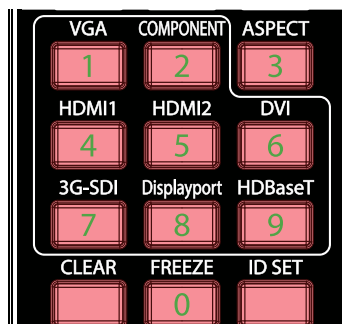 VGA COMPONENT ASPECT
1 2 3
HDMI1 HDMI2 DVI
4 5 6
3G-SDI Displayport HDBaseT
7 8 9
CLEAR FREEZE ID SET
0